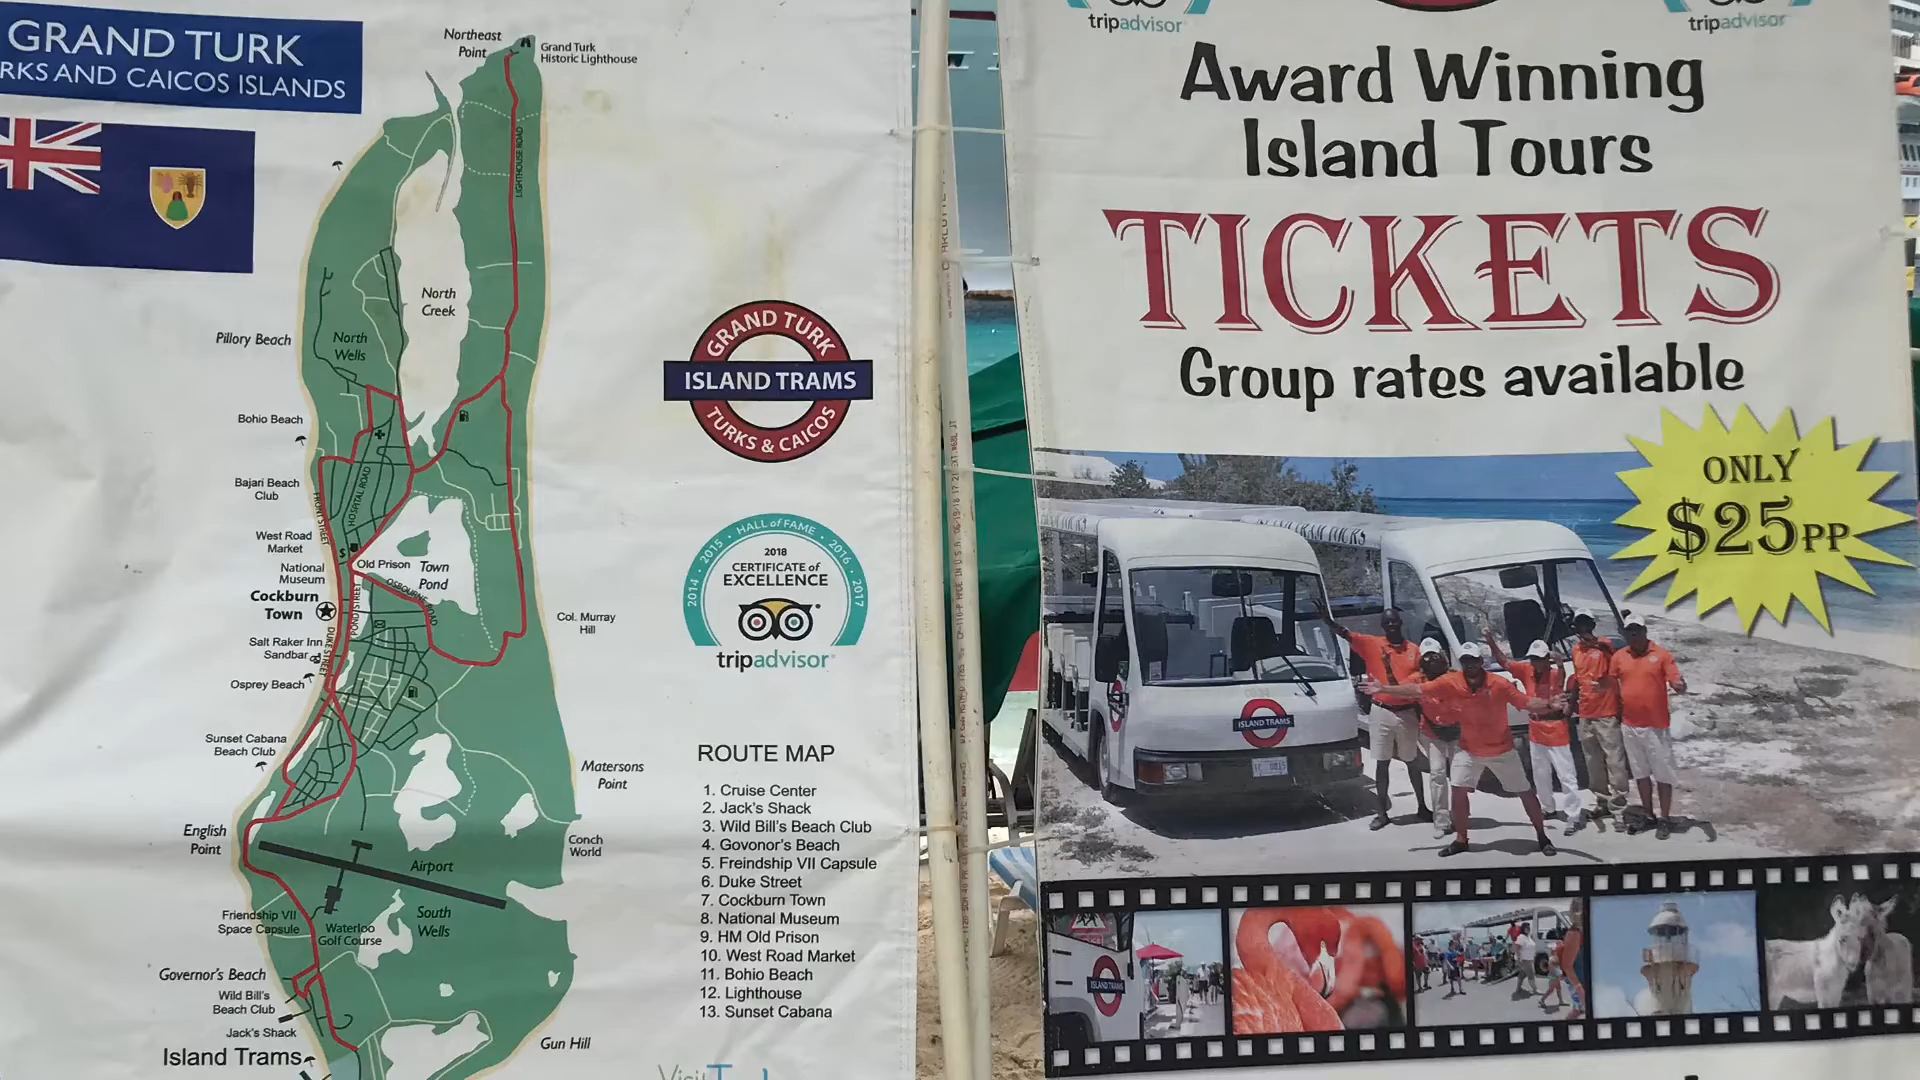 GRAND TURK
RKS AND CAICOS ISLANDS
Northeast
Point
Grand Turk
Historic Lighthouse
LIGHTHOUSE ROAD
North
Creek
Pillory Beach
North
Wells
Bohio Beach
Bajari Beach
Club
FRONT STREET
HOSPITAL ROAD
West Road
Market
$
Old Prison
Town
Pond
National
Museum
OSBOURNE ROAD
Cockburn
Town
POND STREET
DUKE STREET
Col. Murray
Hill
Salt Raker Inn
Sandbar
Osprey Beach
Sunset Cabana
Beach Club
Matersons
Point
English
Point
Conch
World
Airport
South
Wells
Friendship VII
Space Capsule
Waterloo
Golf Course
Governor's Beach
Wild Bill's
Beach Club
Jack's Shack
Gun Hill
Island Trams
GRAND TURK
ISLAND TRAMS
TURKS & CAICOS
2014 • 2015 • HALL of FAME • 2016 • 2017
2018
CERTIFICATE of
EXCELLENCE
tripadvisor®
ROUTE MAP
1. Cruise Center
2. Jack's Shack
3. Wild Bill's Beach Club
4. Govonor's Beach
5. Freindship VII Capsule
6. Duke Street
7. Cockburn Town
8. National Museum
9. HM Old Prison
10. West Road Market
11. Bohio Beach
12. Lighthouse
13. Sunset Cabana
Visit
tripadvisor®
tripadvisor®
Award Winning
Island Tours
TICKETS
Group rates available
ONLY
$25PP
ISLAND TRAMS
ISLAND TRAMS